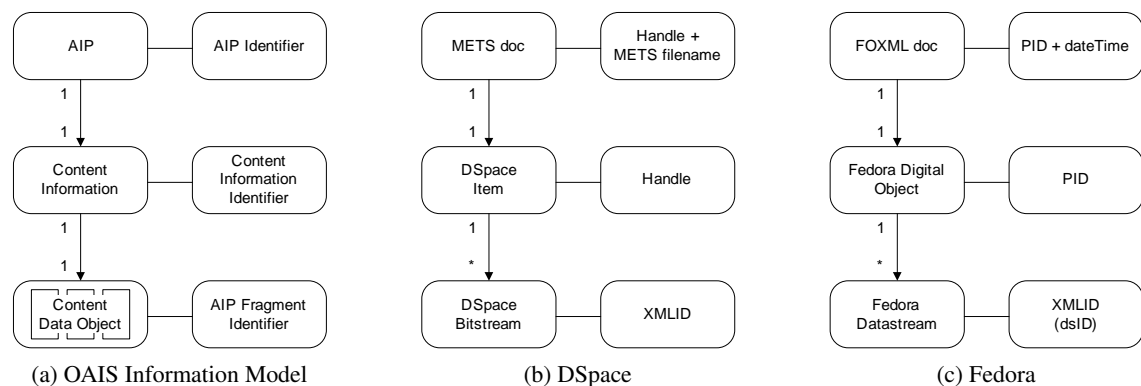 AIP
AIP Identifier
1
1
Content
Information
Content
Information
Identifier
1
1
Content
Data Object
AIP Fragment
Identifier
(a) OAIS Information Model
METS doc
Handle +
METS filename
1
1
DSpace
Item
Handle
1
*
DSpace
Bitstream
XMLID
(b) DSpace
FOXML doc
PID + dateTime
1
1
Fedora Digital
Object
PID
1
*
Fedora
Datastream
XMLID
(dsID)
(c) Fedora